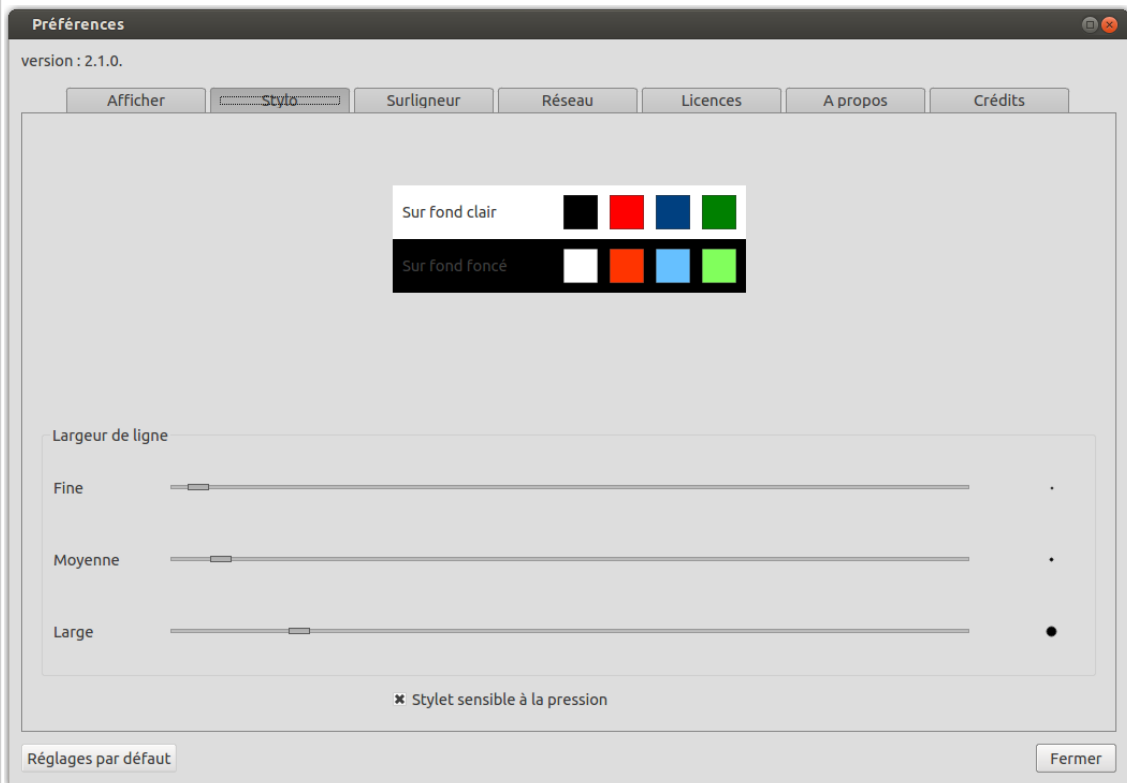 Préférences
version : 2.1.0.
Afficher Stylo Surligneur Réseau Licences A propos Crédits
Sur fond clair
Sur fond foncé
Largeur de ligne
Fine
Moyenne
Large
Stylet sensible à la pression
Réglages par défaut Fermer